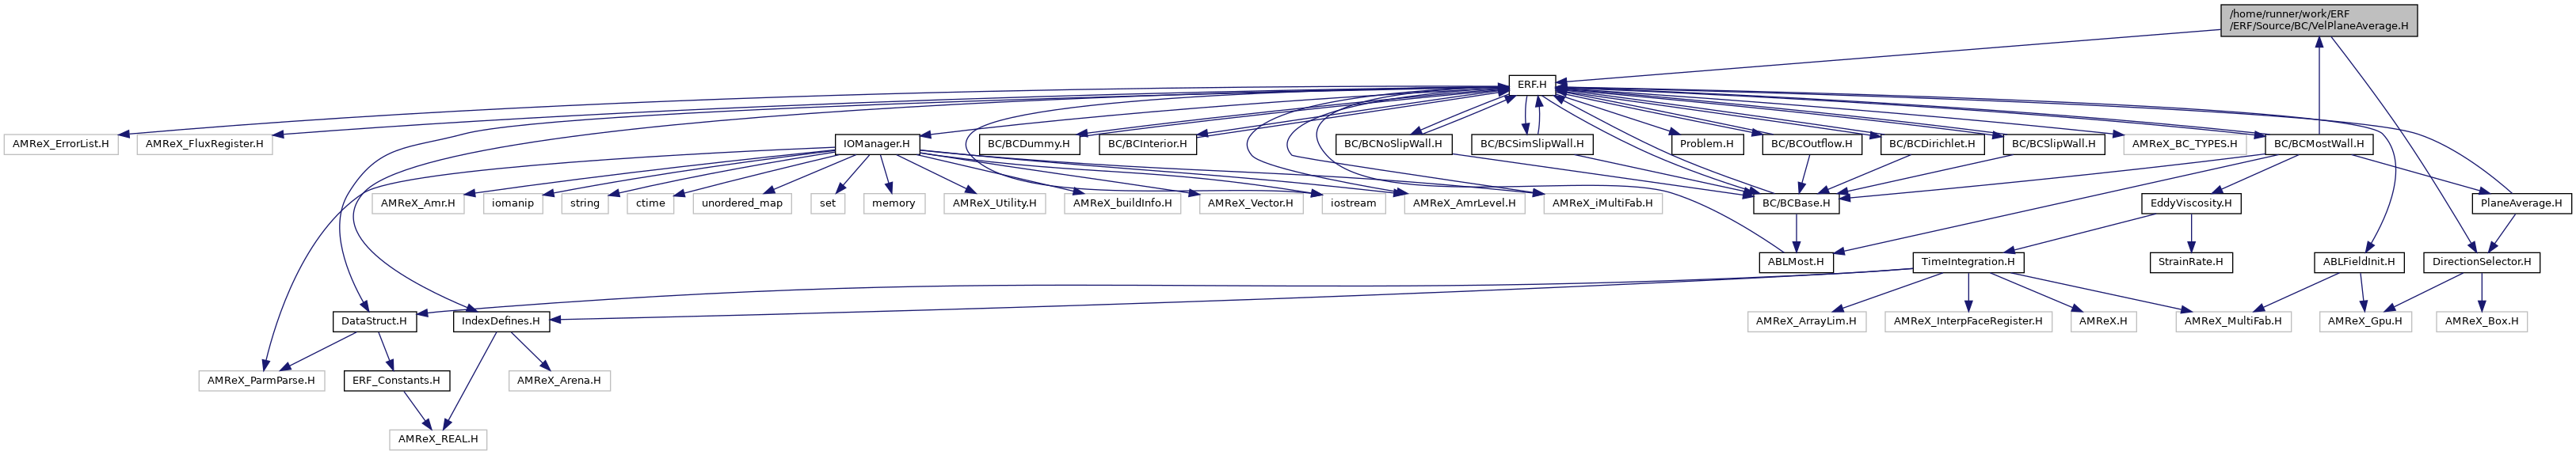 /home/runner/work/ERF
/ERF/Source/BC/VelPlaneAverage.H
ERF.H
AMReX_ErrorList.H
AMReX_FluxRegister.H
IOManager.H
BC/BCDummy.H
BC/BCInterior.H
BC/BCNoSlipWall.H
BC/BCSimSlipWall.H
Problem.H
BC/BCOutflow.H
BC/BCDirichlet.H
BC/BCSlipWall.H
AMReX_BC_TYPES.H
BC/BCMostWall.H
AMReX_Amr.H
iomanip
string
ctime
unordered_map
set
memory
AMReX_Utility.H
AMReX_buildInfo.H
AMReX_Vector.H
iostream
AMReX_AmrLevel.H
AMReX_iMultiFab.H
BC/BCBase.H
EddyViscosity.H
PlaneAverage.H
ABLMost.H
TimeIntegration.H
StrainRate.H
ABLFieldInit.H
DirectionSelector.H
DataStruct.H
IndexDefines.H
AMReX_ArrayLim.H
AMReX_InterpFaceRegister.H
AMReX.H
AMReX_MultiFab.H
AMReX_Gpu.H
AMReX_Box.H
AMReX_ParmParse.H
ERF_Constants.H
AMReX_Arena.H
AMReX_REAL.H